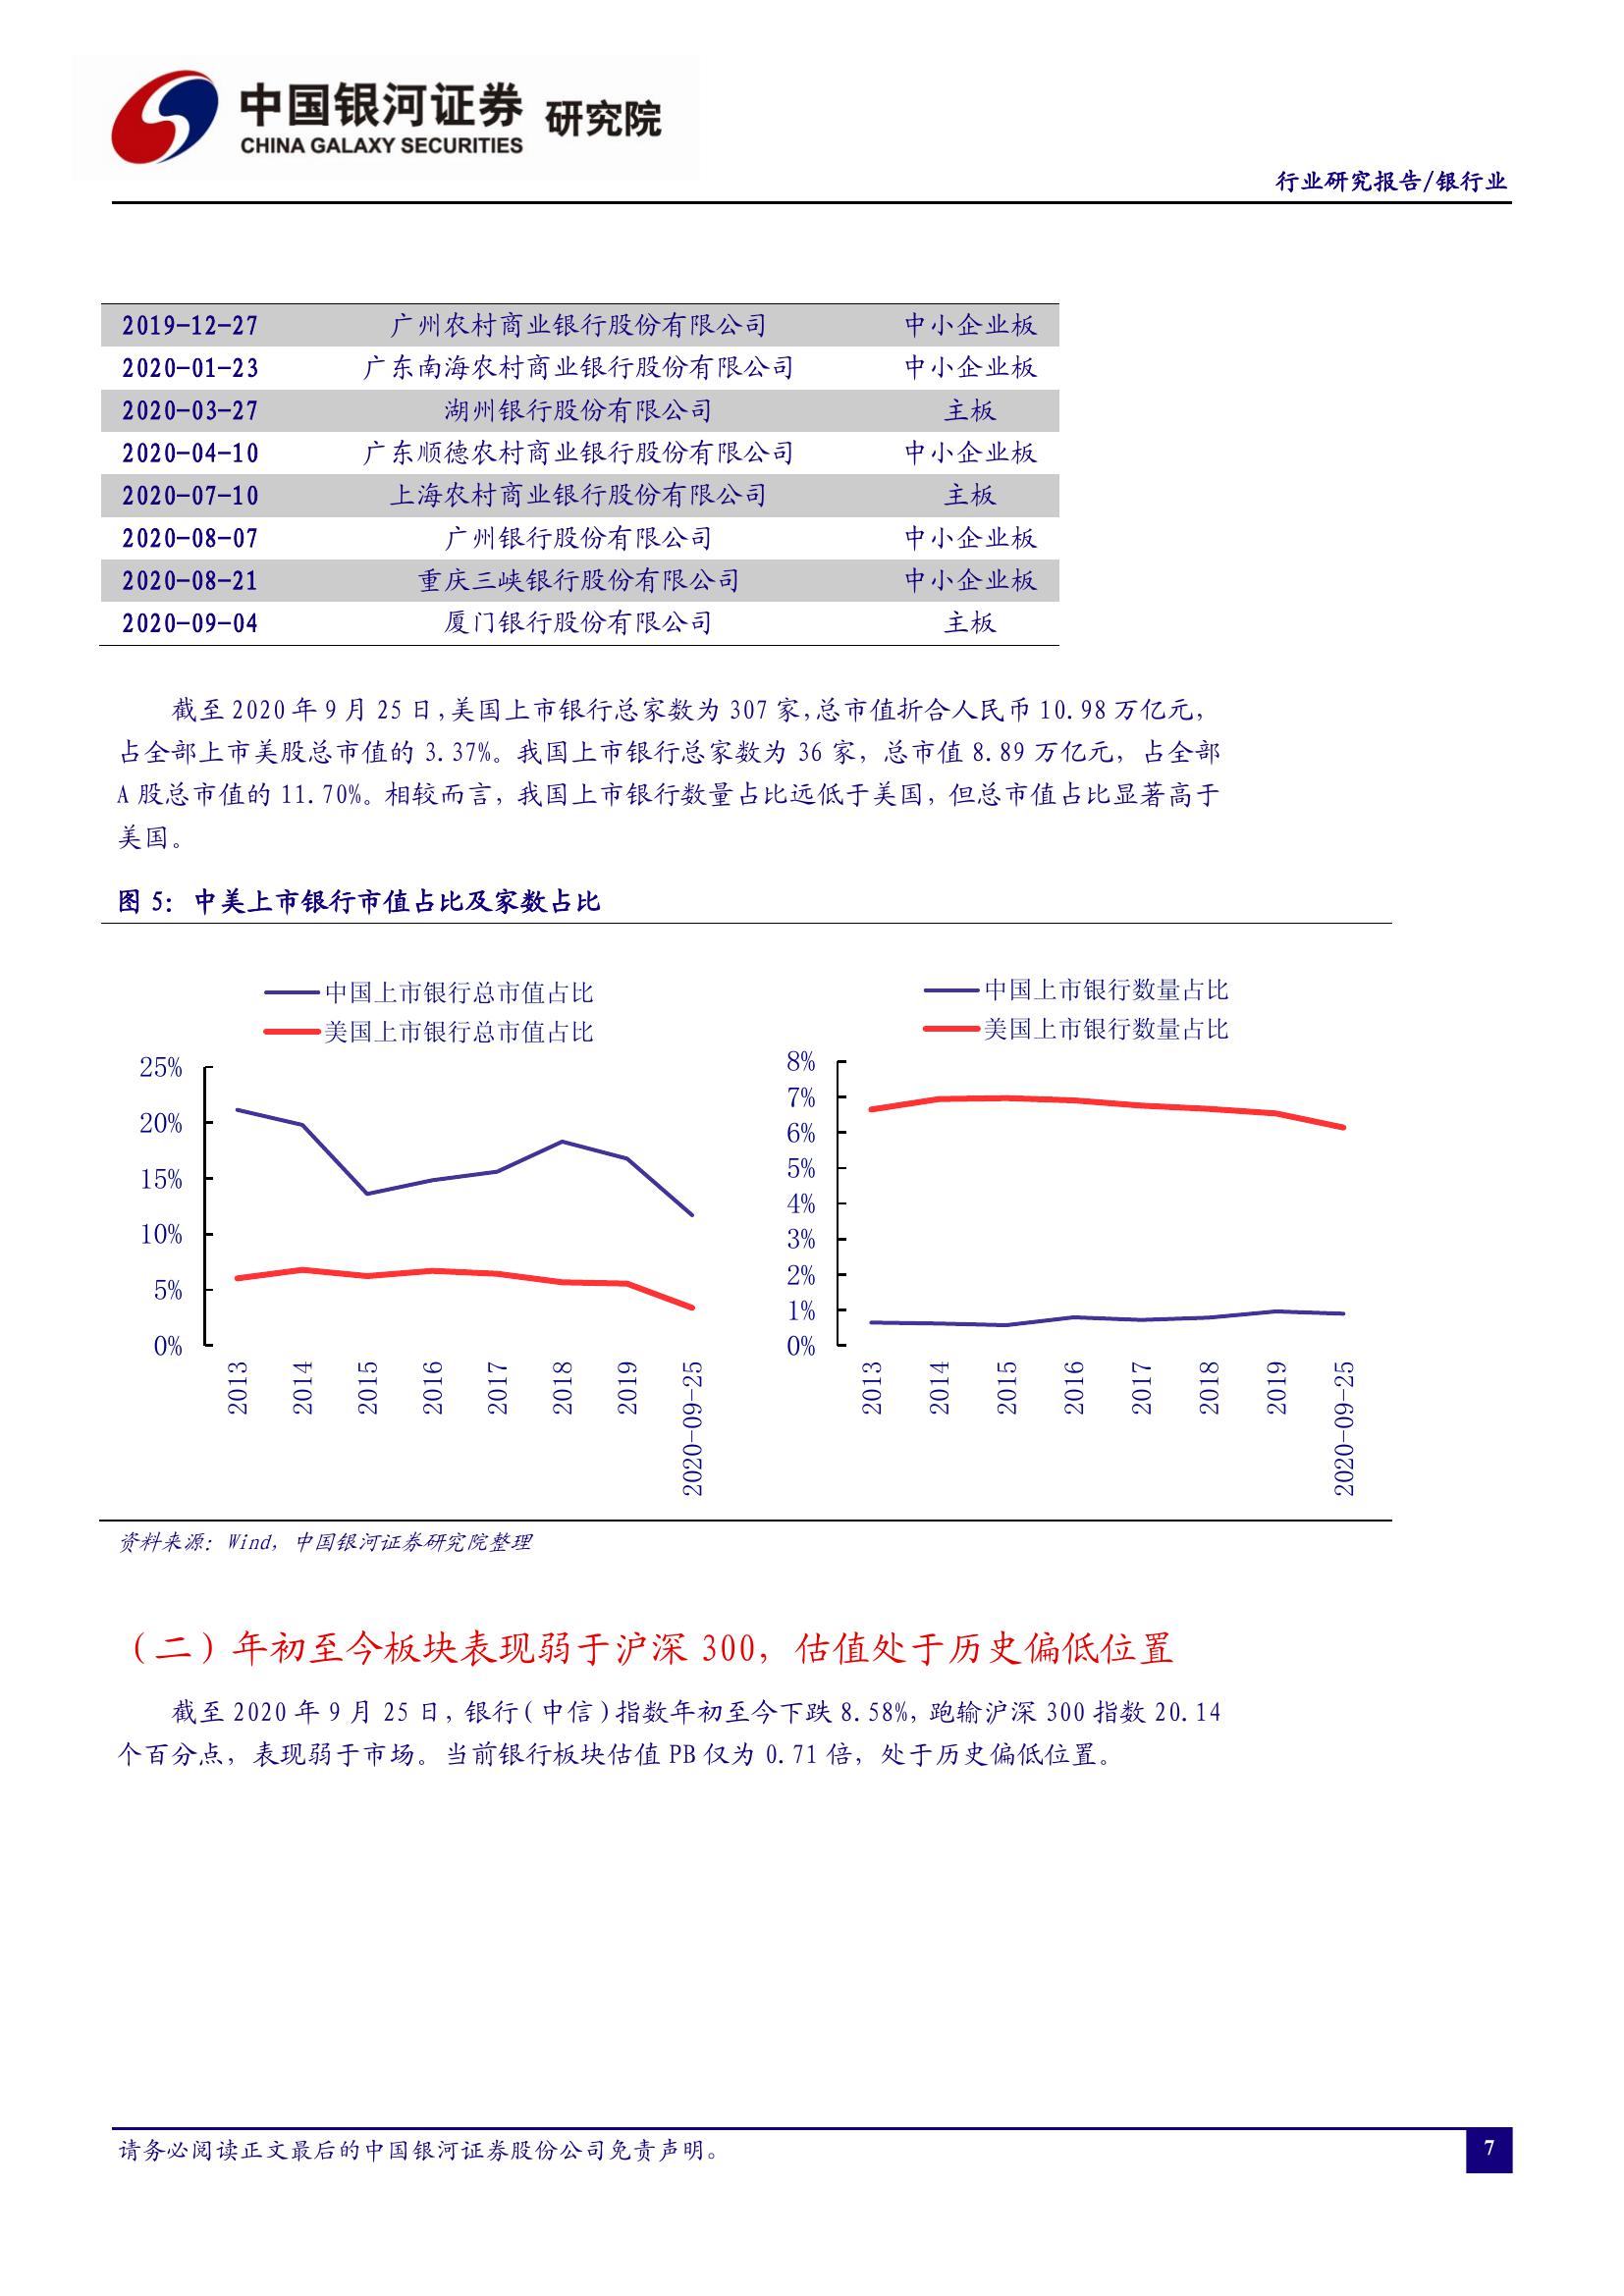 中国银河证券 研究院
CHINA GALAXY SECURITIES
行业研究报告/银行业
2019-12-27 广州农村商业银行股份有限公司 中小企业板
2020-01-23 广东南海农村商业银行股份有限公司 中小企业板
2020-03-27 湖州银行股份有限公司 主板
2020-04-10 广东顺德农村商业银行股份有限公司 中小企业板
2020-07-10 上海农村商业银行股份有限公司 主板
2020-08-07 广州银行股份有限公司 中小企业板
2020-08-21 重庆三峡银行股份有限公司 中小企业板
2020-09-04 厦门银行股份有限公司 主板
截至 2020 年 9 月 25 日，美国上市银行总家数为 307 家，总市值折合人民币 10.98 万亿元，
占全部上市美股总市值的 3.37%。我国上市银行总家数为 36 家，总市值 8.89 万亿元，占全部
A 股总市值的 11.70%。相较而言，我国上市银行数量占比远低于美国，但总市值占比显著高于
美国。
图 5：中美上市银行市值占比及家数占比
中国上市银行总市值占比
美国上市银行总市值占比
25%
20%
15%
10%
5%
0%
2013 2014 2015 2016 2017 2018 2019 2020-09-25
中国上市银行数量占比
美国上市银行数量占比
8%
7%
6%
5%
4%
3%
2%
1%
0%
2013 2014 2015 2016 2017 2018 2019 2020-09-25
资料来源：Wind，中国银河证券研究院整理
（二）年初至今板块表现弱于沪深 300，估值处于历史偏低位置
截至 2020 年 9 月 25 日，银行（中信）指数年初至今下跌 8.58%，跑输沪深 300 指数 20.14
个百分点，表现弱于市场。当前银行板块估值 PB 仅为 0.71 倍，处于历史偏低位置。
请务必阅读正文最后的中国银河证券股份公司免责声明。
7